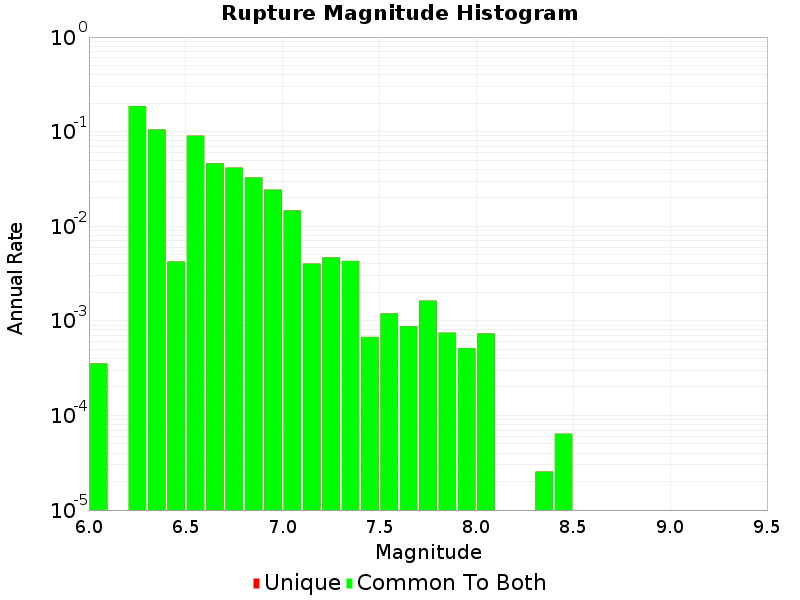 Rupture Magnitude Histogram
Annual Rate
10^0
10^-1
10^-2
10^-3
10^-4
10^-5
6.0 6.5 7.0 7.5 8.0 8.5 9.0 9.5
Magnitude
Unique Common To Both